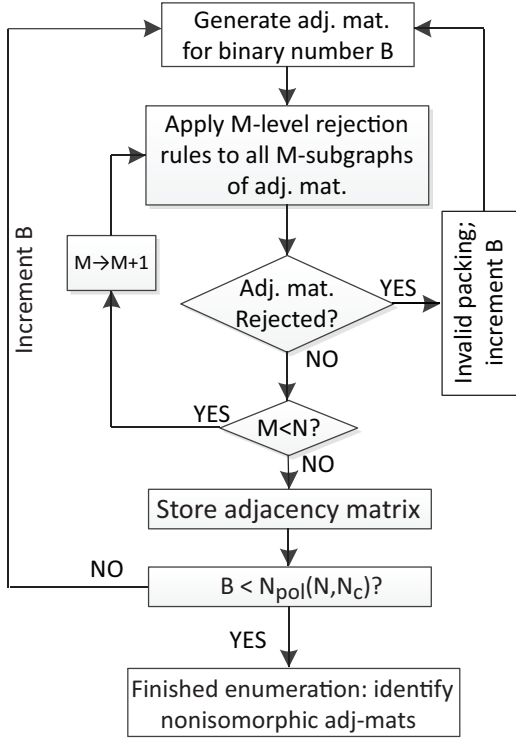 Generate adj. mat.
for binary number B
Apply M-level rejection
rules to all M-subgraphs
of adj. mat.
M→M+1
Increment B
Adj. mat.
Rejected?
YES
Invalid packing;
increment B
NO
M<N?
YES
NO
Store adjacency matrix
B < Npol(N,Nc)?
NO
YES
Finished enumeration: identify
nonisomorphic adj-mats